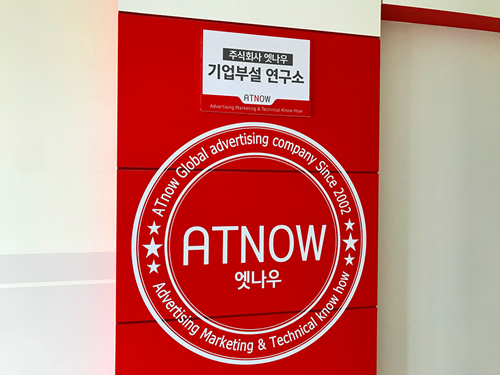 주식회사 엣나우
기업부설 연구소
ATNOW
Advertising Marketing & Technical Know How
ATnow Global advertising company Since 2002
ATNOW
엣나우
Advertising Marketing & Technical know how